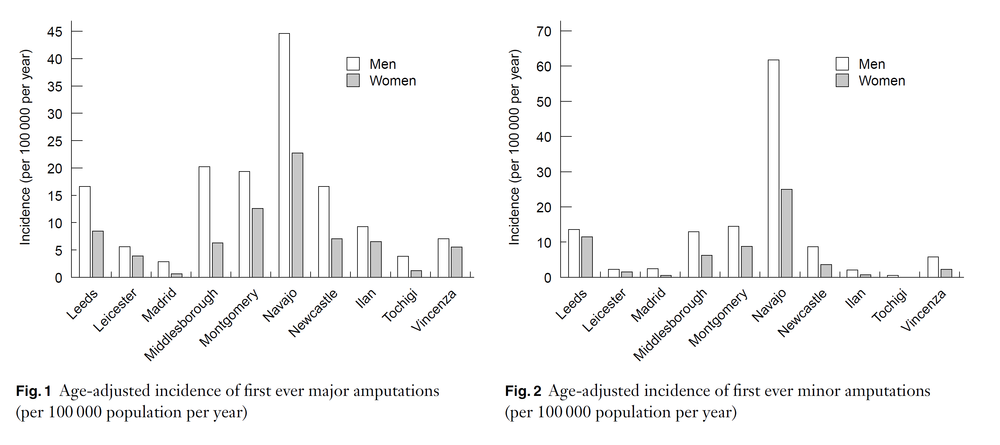 Incidence (per 100 000 per year)
45
40
35
30
25
20
15
10
5
0
Men
Women
Leeds
Leicester
Madrid
Middlesborough
Montgomery
Navajo
Newcastle
Ilan
Tochigi
Vincenza
Fig. 1 Age-adjusted incidence of first ever major amputations
(per 100 000 population per year)
Incidence (per 100 000 per year)
70
60
50
40
30
20
10
0
Men
Women
Leeds
Leicester
Madrid
Middlesborough
Montgomery
Navajo
Newcastle
Ilan
Tochigi
Vincenza
Fig. 2 Age-adjusted incidence of first ever minor amputations
(per 100 000 population per year)